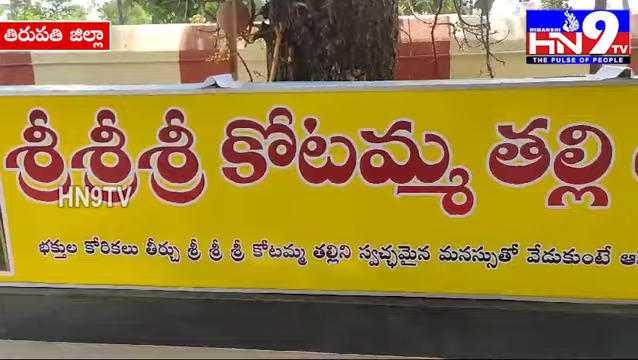 తిరుపతి జిల్లా
HIMANSHI
HN9
TV
THE PULSE OF PEOPLE
శ్రీశ్రీశ్రీ కోటమ్మ తల్లి
HN9TV
భక్తుల కోరికలు తీర్చు శ్రీ శ్రీ శ్రీ కోటమ్మ తల్లిని స్వచ్ఛమైన మనస్సుతో వేడుకుంటే